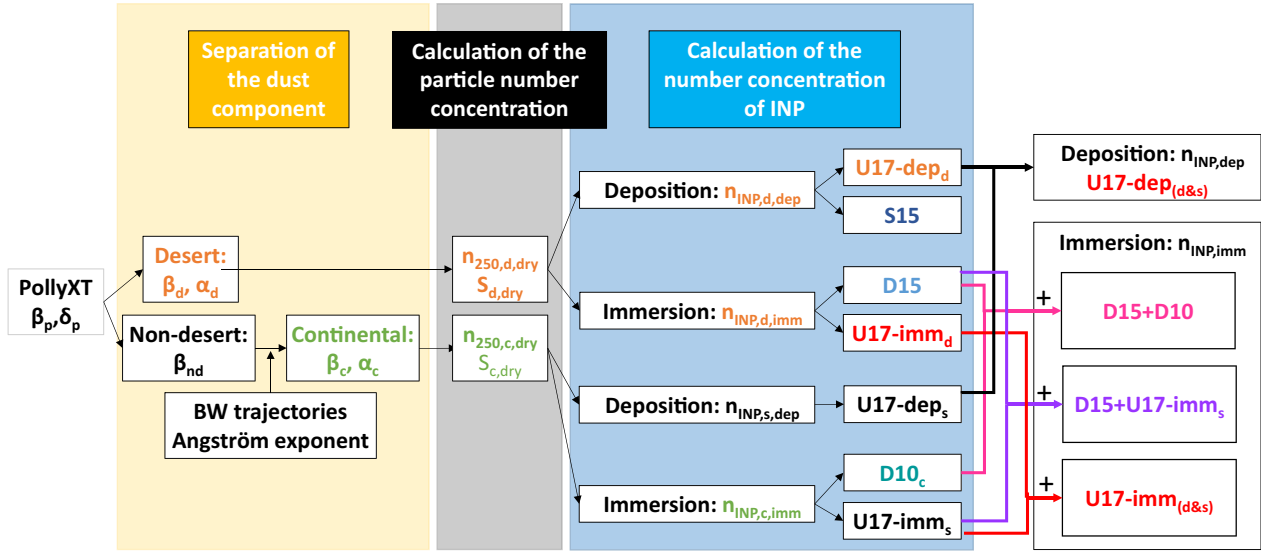 Separation of
the dust
component
Calculation of the
particle number
concentration
Calculation of the
number concentration
of INP
PollyXT
βp,δp
Desert:
βd, αd
Non-desert:
βnd
Continental:
βc, αc
BW trajectories
Angström exponent
n250,d,dry
Sd,dry
n250,c,dry
Sc,dry
Deposition: nINP,d,dep
Immersion: nINP,d,imm
Deposition: nINP,s,dep
Immersion: nINP,c,imm
U17-depd
S15
D15
U17-immd
U17-deps
D10c
U17-imms
Deposition: nINP,dep
U17-dep(d&s)
Immersion: nINP,imm
+
D15+D10
+
D15+U17-imms
+
U17-imm(d&s)